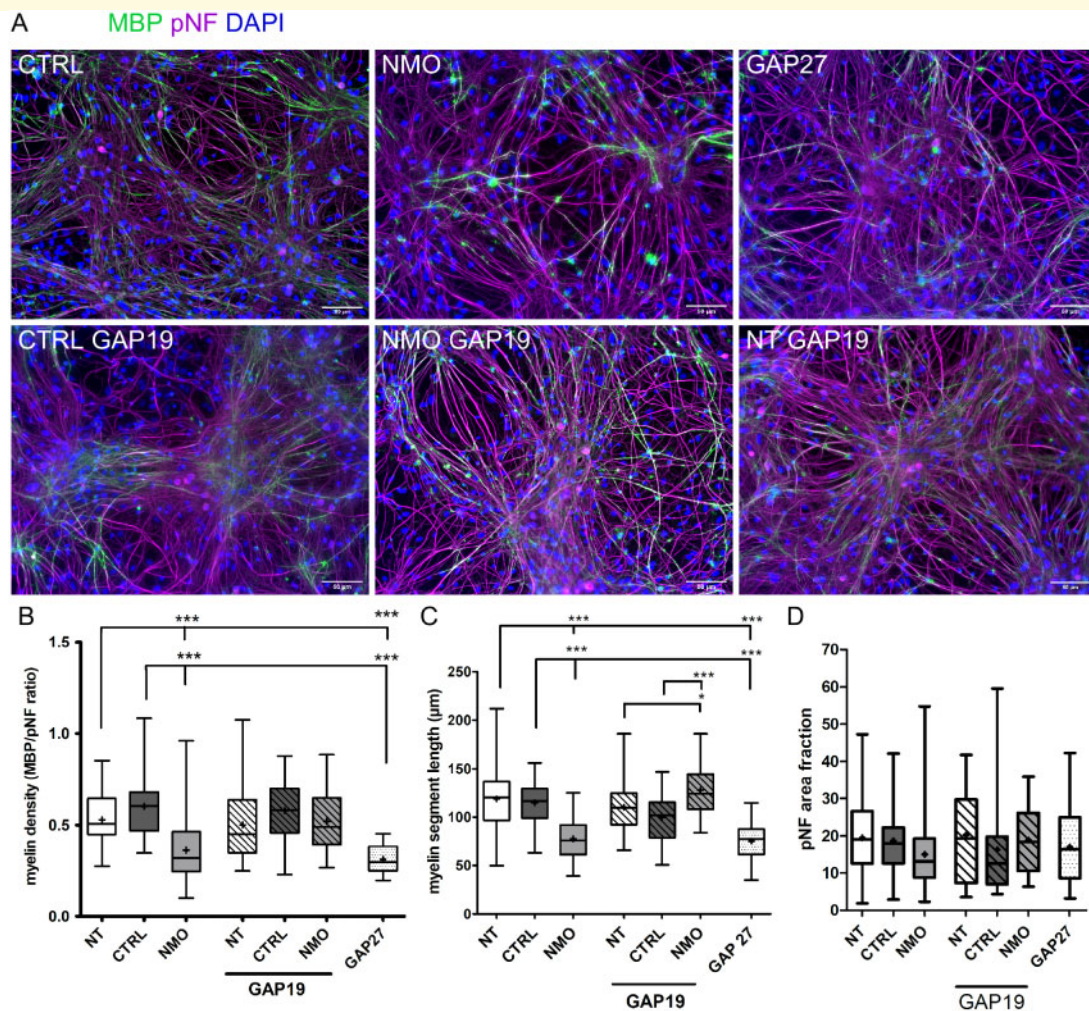 A
MBP pNF DAPI
CTRL
NMO
GAP27
CTRL GAP19
NMO GAP19
NT GAP19
B
***
***
***
***
myelin density (MBP/pNF ratio)
1.5
1.0
0.5
0.0
NT
CTRL
NMO
NT
CTRL
NMO
GAP27
GAP19
C
***
***
***
***
***
*
myelin segment length (µm)
250
200
150
100
50
0
NT
CTRL
NMO
NT
CTRL
NMO
GAP 27
GAP19
D
pNF area fraction
70
60
50
40
30
20
10
0
NT
CTRL
NMO
NT
CTRL
NMO
GAP27
GAP19